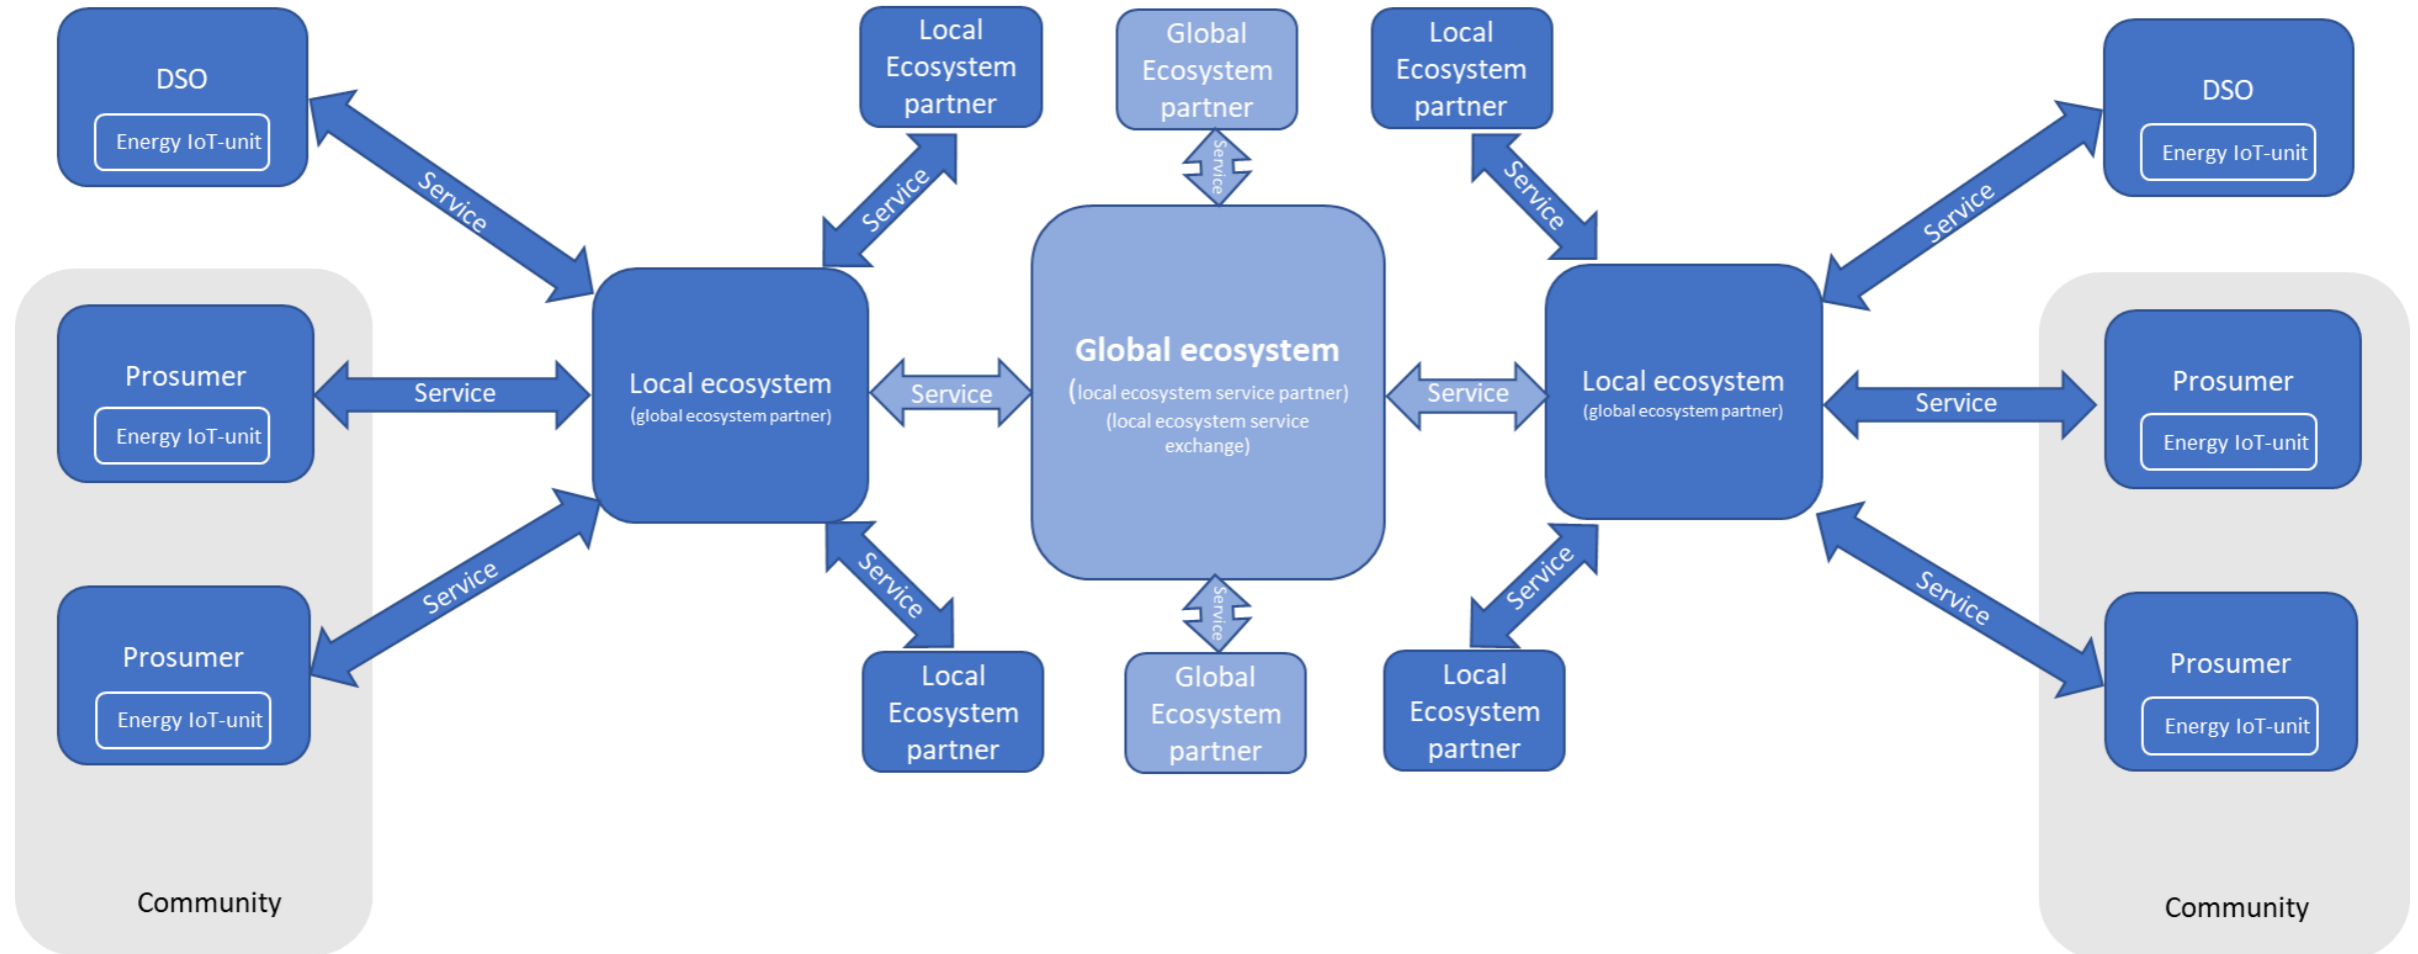 DSO
Energy IoT-unit
Service
Prosumer
Energy IoT-unit
Service
Prosumer
Energy IoT-unit
Service
Community
Local ecosystem
(global ecosystem partner)
Local
Ecosystem
partner
Service
Service
Local
Ecosystem
partner
Service
Global
Ecosystem
partner
Service
Global ecosystem
(local ecosystem service partner)
(local ecosystem service
exchange)
Service
Global
Ecosystem
partner
Service
Local
Ecosystem
partner
Service
Local ecosystem
(global ecosystem partner)
Service
Local
Ecosystem
partner
Service
DSO
Energy IoT-unit
Service
Prosumer
Energy IoT-unit
Service
Prosumer
Energy IoT-unit
Community